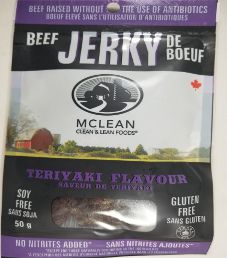 BEEF RAISED WITHOUT THE USE OF ANTIBIOTICS
BOEUF ÉLEVÉ SANS L'UTILISATION D'ANTIBIOTIQUES
BEEF JERKY DE BOEUF
MCLEAN
CLEAN & LEAN FOODS
TERIYAKI FLAVOUR
SAVEUR DE TERIYAKI
SOY FREE
SANS SOJA
50 g
GLUTEN FREE
SANS GLUTEN
NO NITRITES ADDED* SANS NITRITES AJOUTÉS*